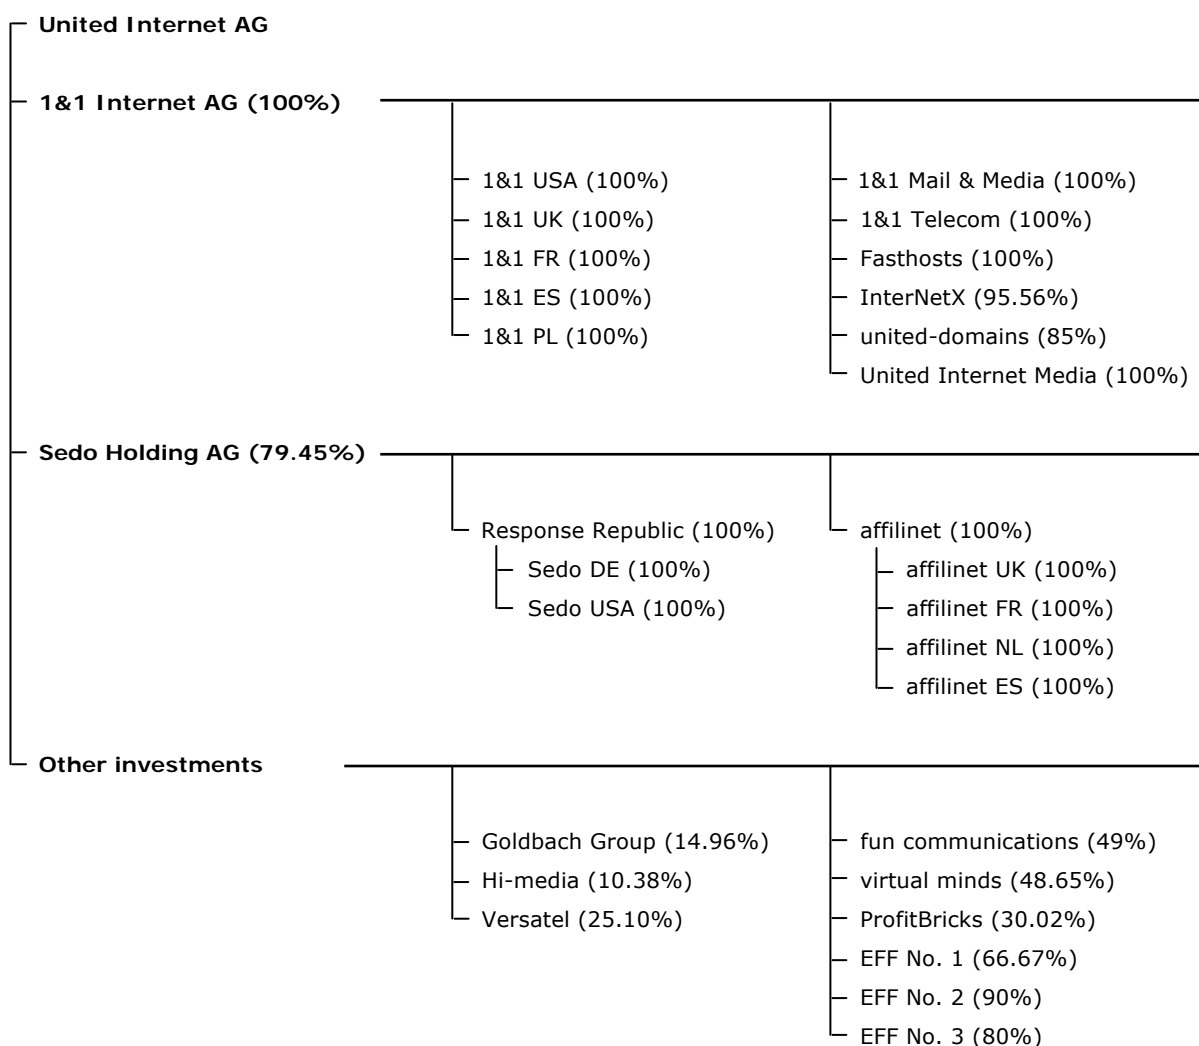 United Internet AG
1&1 Internet AG (100%)
1&1 USA (100%)
1&1 UK (100%)
1&1 FR (100%)
1&1 ES (100%)
1&1 PL (100%)
1&1 Mail & Media (100%)
1&1 Telecom (100%)
Fasthosts (100%)
InterNetX (95.56%)
united-domains (85%)
United Internet Media (100%)
Sedo Holding AG (79.45%)
Response Republic (100%)
Sedo DE (100%)
Sedo USA (100%)
affilinet (100%)
affilinet UK (100%)
affilinet FR (100%)
affilinet NL (100%)
affilinet ES (100%)
Other investments
Goldbach Group (14.96%)
Hi-media (10.38%)
Versatel (25.10%)
fun communications (49%)
virtual minds (48.65%)
ProfitBricks (30.02%)
EFF No. 1 (66.67%)
EFF No. 2 (90%)
EFF No. 3 (80%)